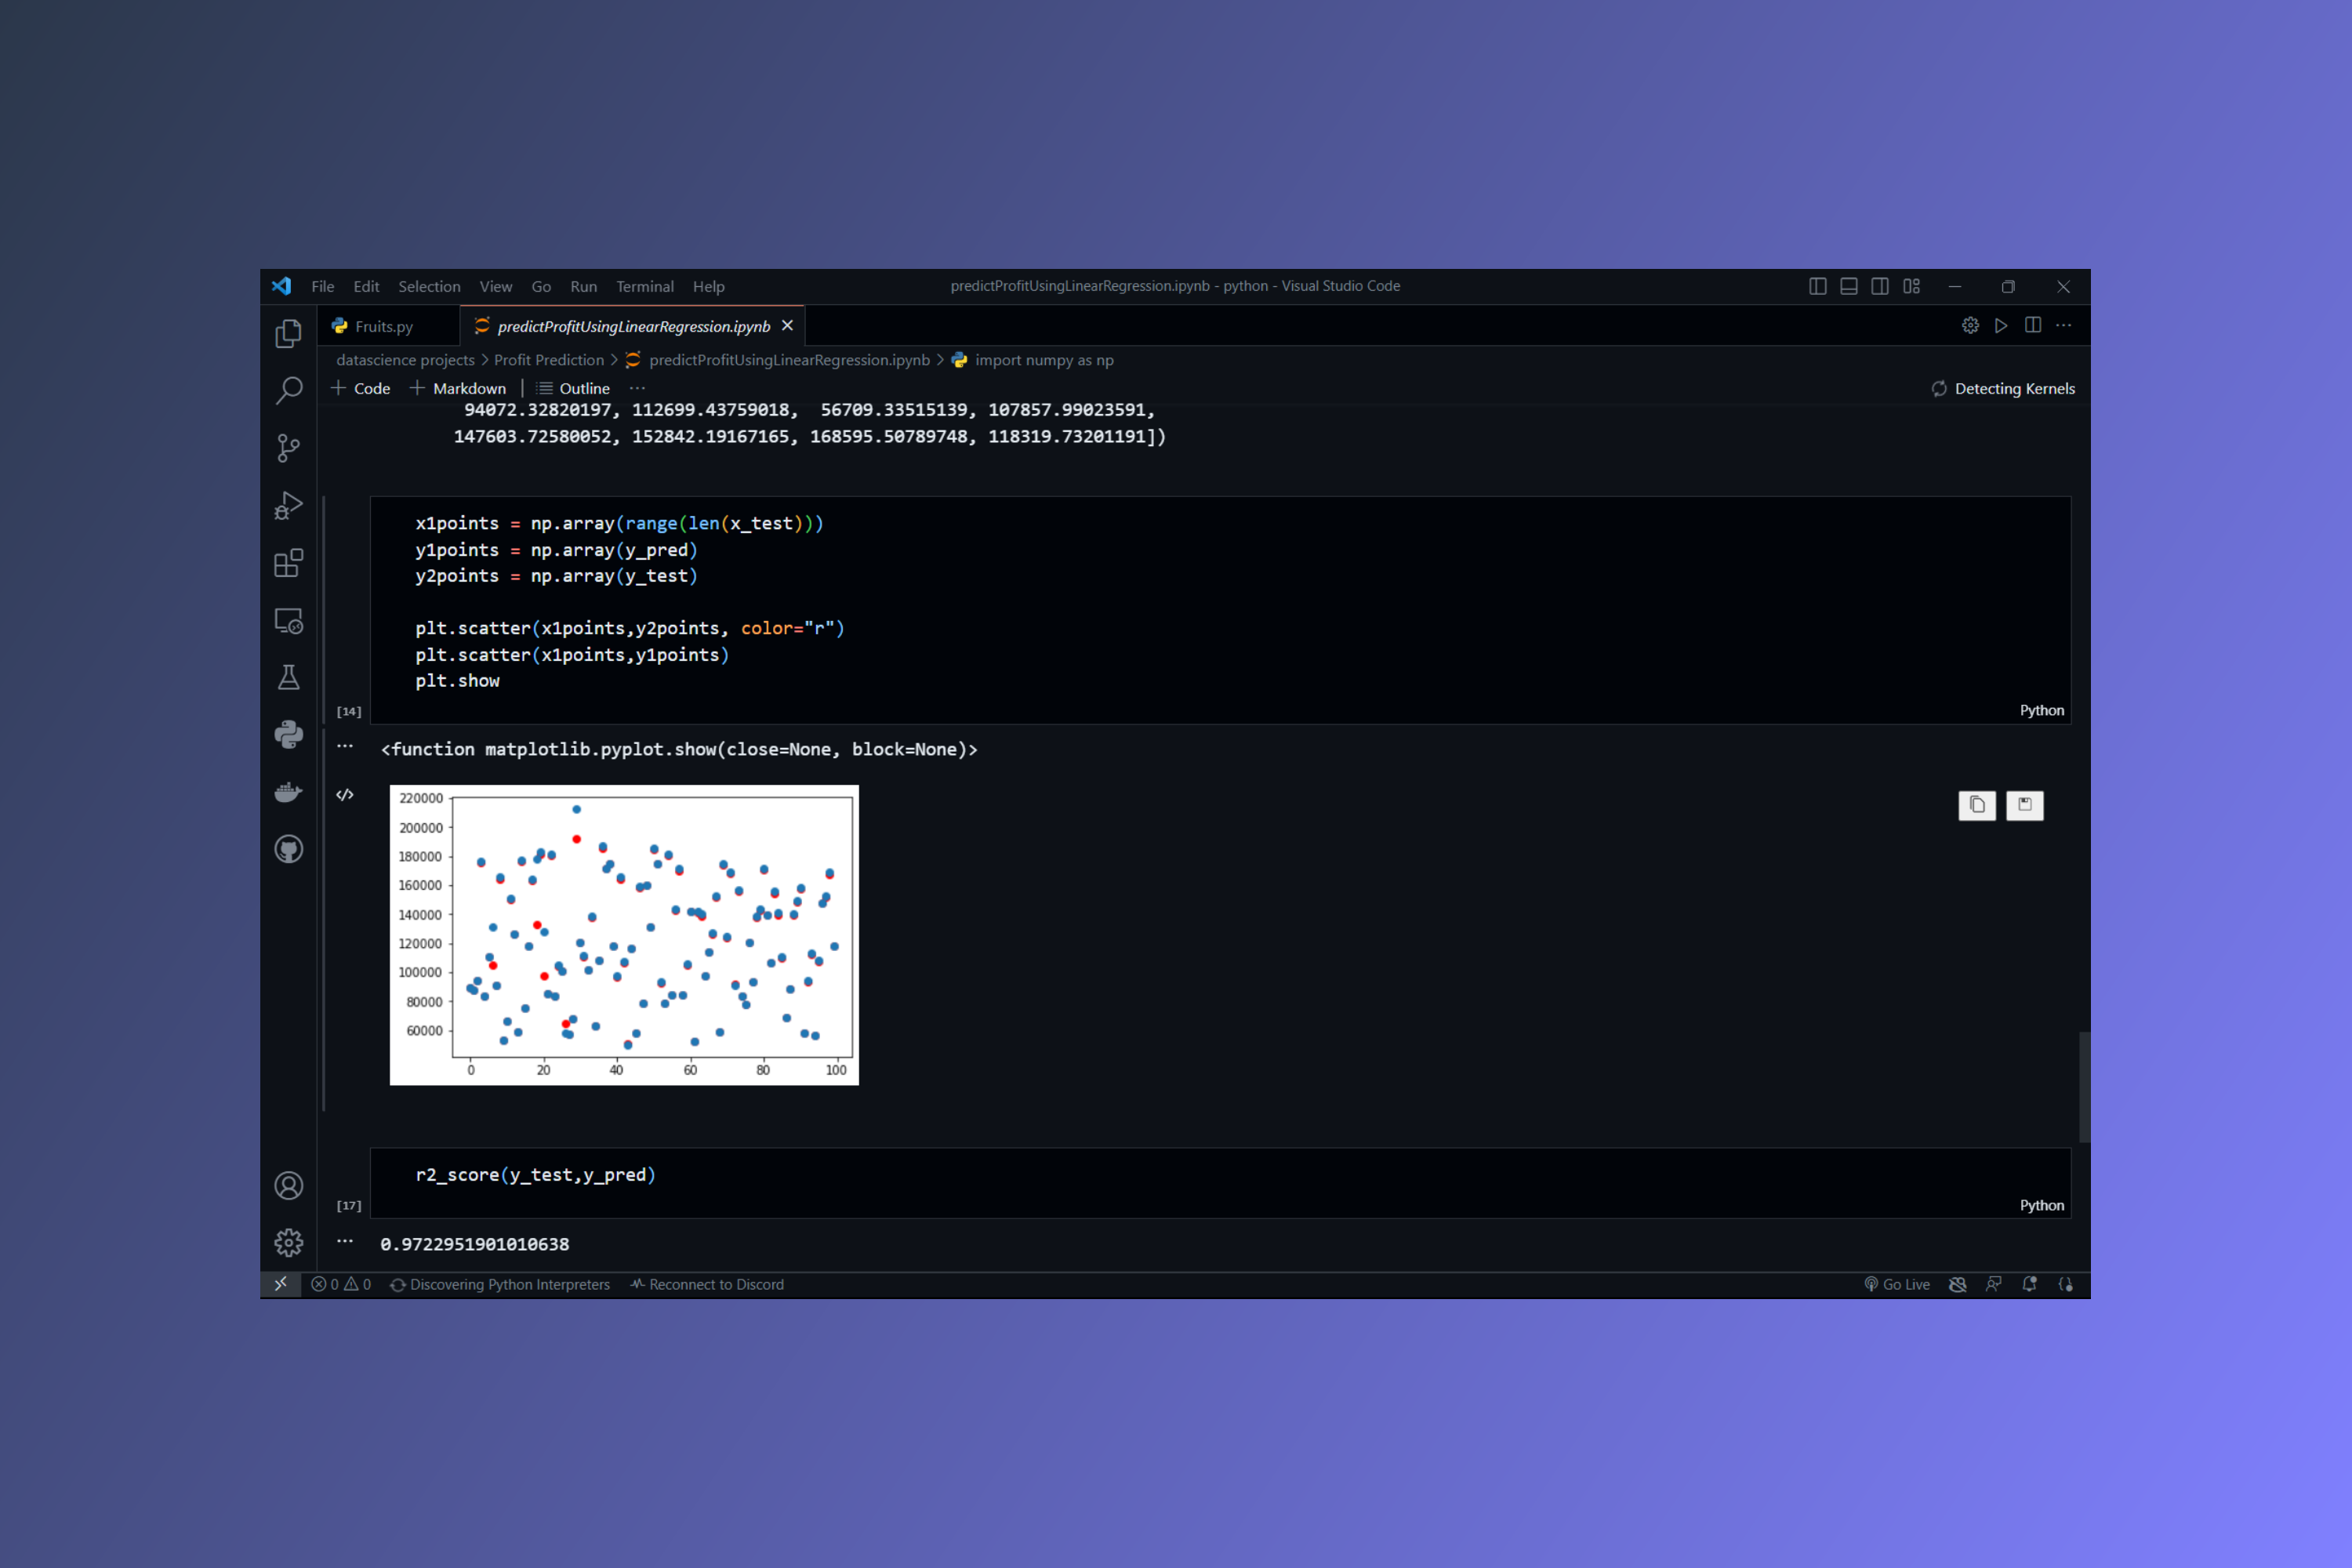 File Edit Selection View Go Run Terminal Help
predictProfitUsingLinearRegression.ipynb - python - Visual Studio Code
Fruits.py
predictProfitUsingLinearRegression.ipynb
datascience projects > Profit Prediction > predictProfitUsingLinearRegression.ipynb > import numpy as np
+ Code + Markdown | Outline ...
Detecting Kernels
94072.32820197, 112699.43759018, 56709.33515139, 107857.99023591,
147603.72580052, 152842.19167165, 168595.50789748, 118319.73201191])
x1points = np.array(range(len(x_test)))
y1points = np.array(y_pred)
y2points = np.array(y_test)
plt.scatter(x1points,y2points, color="r")
plt.scatter(x1points,y1points)
plt.show
[14]
Python
<function matplotlib.pyplot.show(close=None, block=None)>
220000
200000
180000
160000
140000
120000
100000
80000
60000
0 20 40 60 80 100
r2_score(y_test,y_pred)
[17]
Python
0.9722951901010638
0 0 Discovering Python Interpreters Reconnect to Discord
Go Live